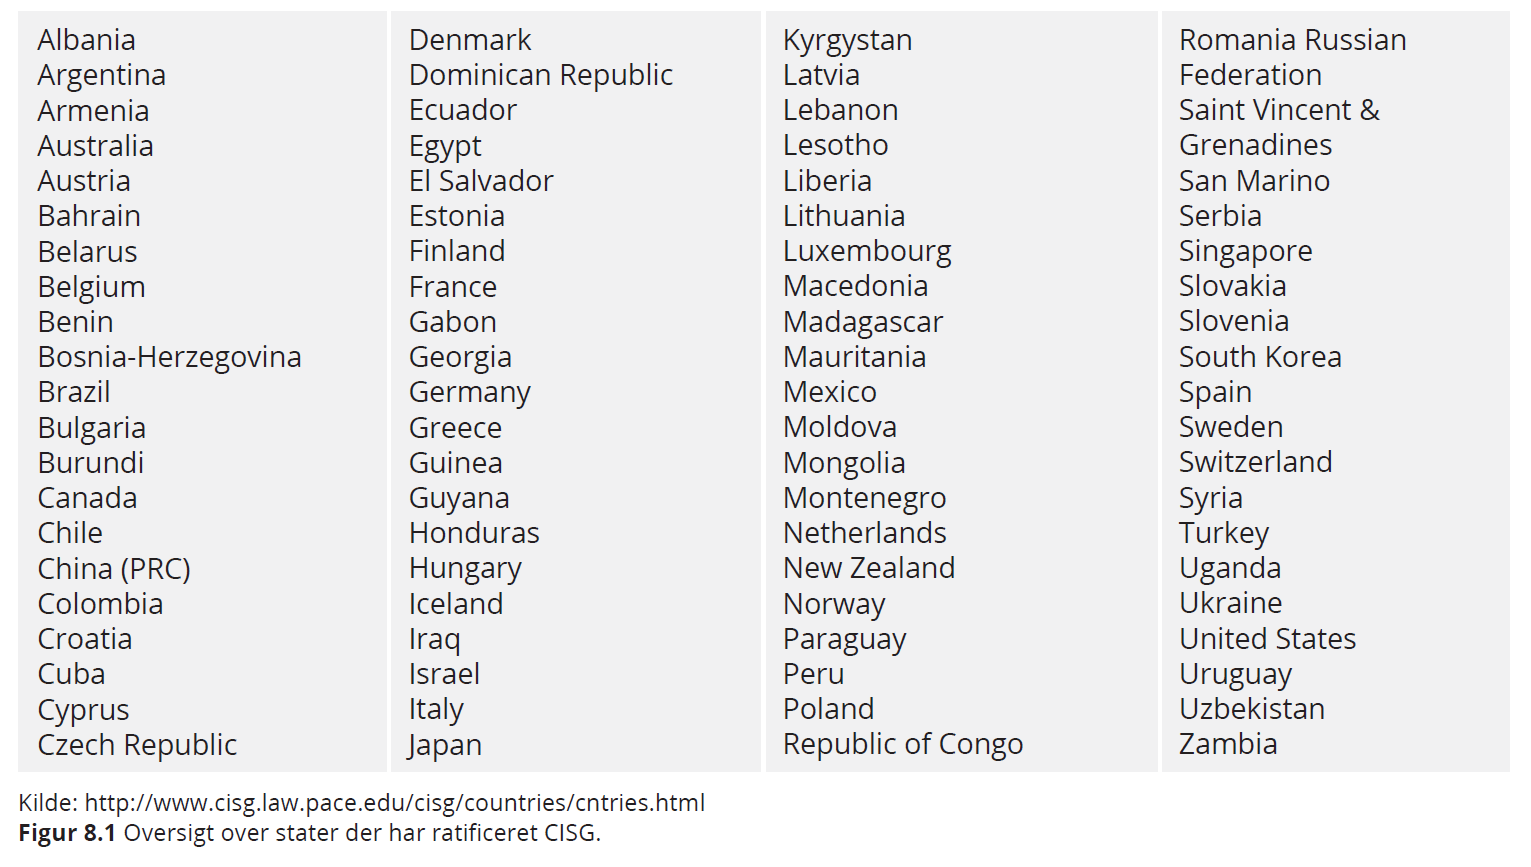 Albania
Argentina
Armenia
Australia
Austria
Bahrain
Belarus
Belgium
Benin
Bosnia-Herzegovina
Brazil
Bulgaria
Burundi
Canada
Chile
China (PRC)
Colombia
Croatia
Cuba
Cyprus
Czech Republic
Denmark
Dominican Republic
Ecuador
Egypt
El Salvador
Estonia
Finland
France
Gabon
Georgia
Germany
Greece
Guinea
Guyana
Honduras
Hungary
Iceland
Iraq
Israel
Italy
Japan
Kyrgystan
Latvia
Lebanon
Lesotho
Liberia
Lithuania
Luxembourg
Macedonia
Madagascar
Mauritania
Mexico
Moldova
Mongolia
Montenegro
Netherlands
New Zealand
Norway
Paraguay
Peru
Poland
Republic of Congo
Romania Russian
Federation
Saint Vincent &
Grenadines
San Marino
Serbia
Singapore
Slovakia
Slovenia
South Korea
Spain
Sweden
Switzerland
Syria
Turkey
Uganda
Ukraine
United States
Uruguay
Uzbekistan
Zambia
Kilde: http://www.cisg.law.pace.edu/cisg/countries/cntries.html
Figur 8.1 Oversigt over stater der har ratificeret CISG.